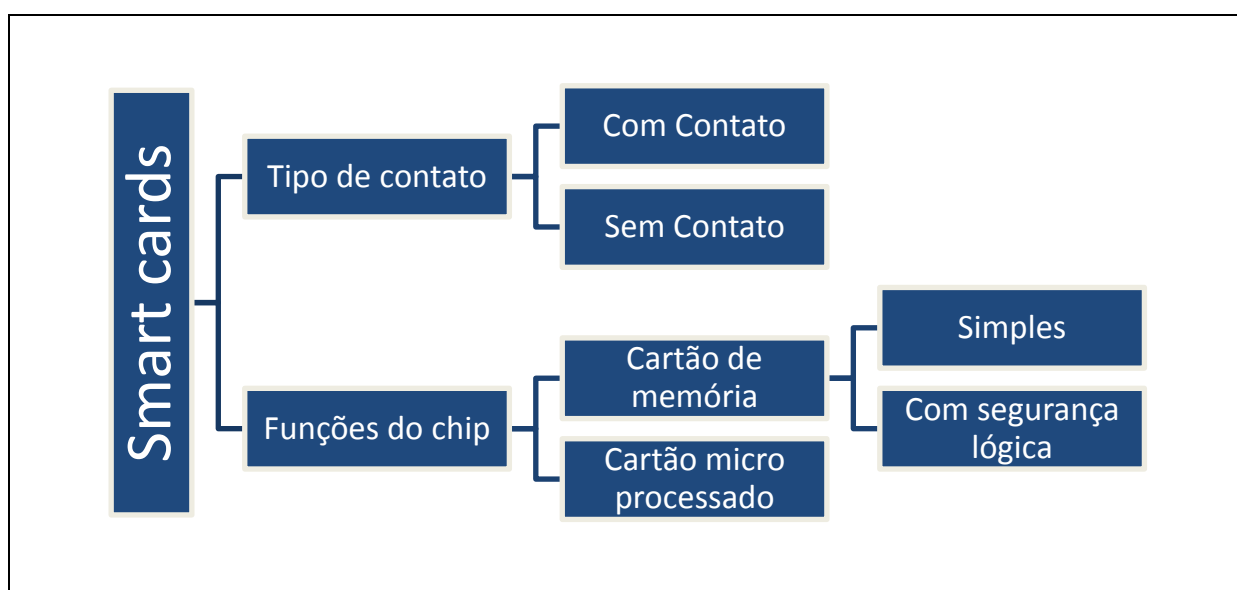 Smart cards
Tipo de contato
Com Contato
Sem Contato
Funções do chip
Cartão de
memória
Simples
Com segurança
lógica
Cartão micro
processado